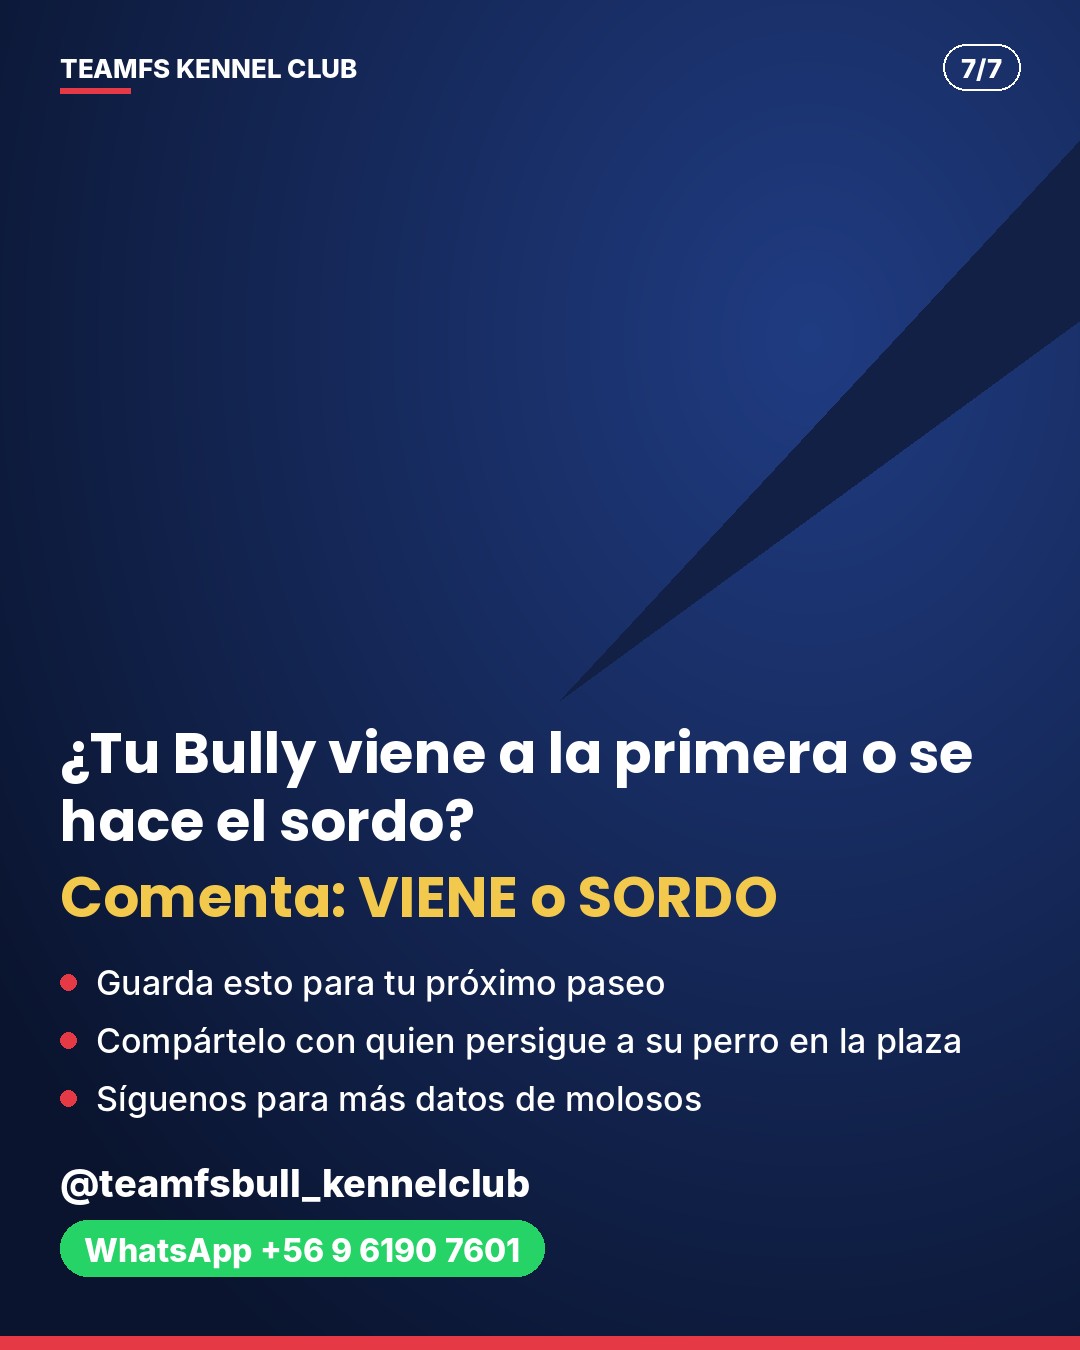 TEAMFS KENNEL CLUB
7/7
¿Tu Bully viene a la primera o se
hace el sordo?
Comenta: VIENE o SORDO
Guarda esto para tu próximo paseo
Compártelo con quien persigue a su perro en la plaza
Síguenos para más datos de molosos
@teamfsbull_kennelclub
WhatsApp +56 9 6190 7601